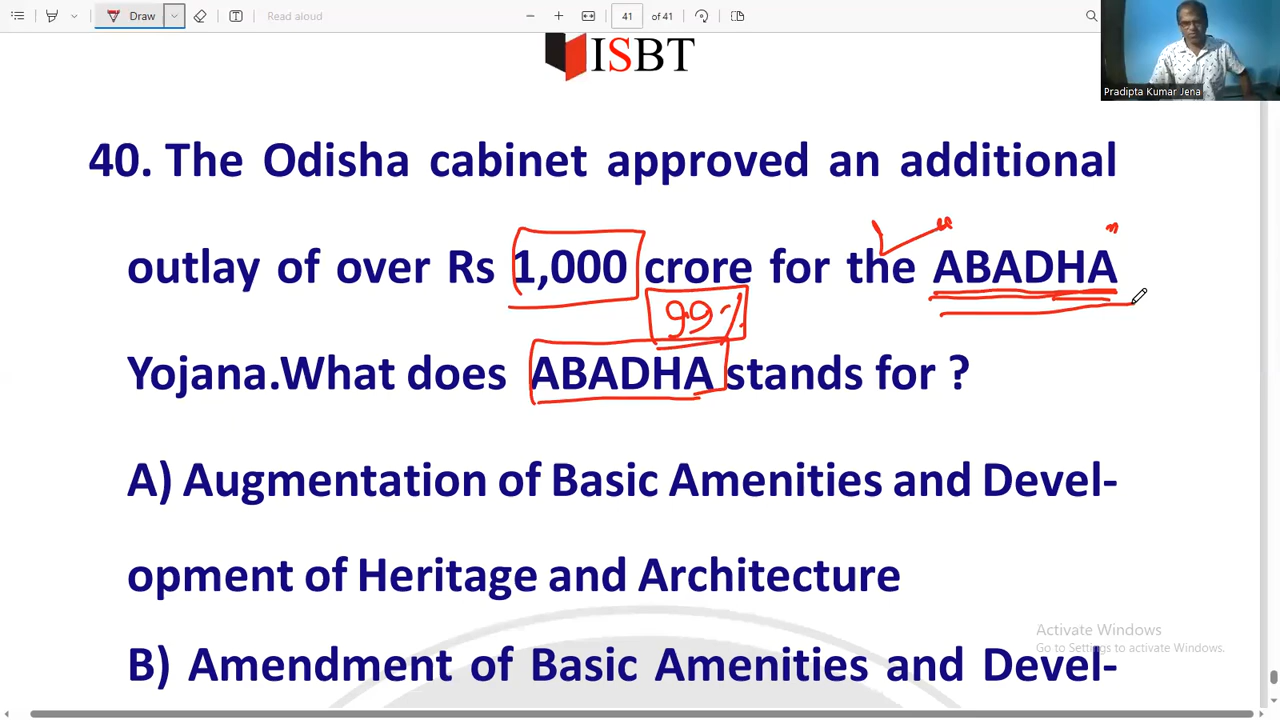 Draw
Read aloud
41
of 41
ISBT
Pradipta Kumar Jena
40. The Odisha cabinet approved an additional
outlay of over Rs 1,000 crore for the ABADHA
99%
Yojana.What does ABADHA stands for ?
A) Augmentation of Basic Amenities and Devel-
opment of Heritage and Architecture
B) Amendment of Basic Amenities and Devel-
Activate Windows
Go to Settings to activate Windows.